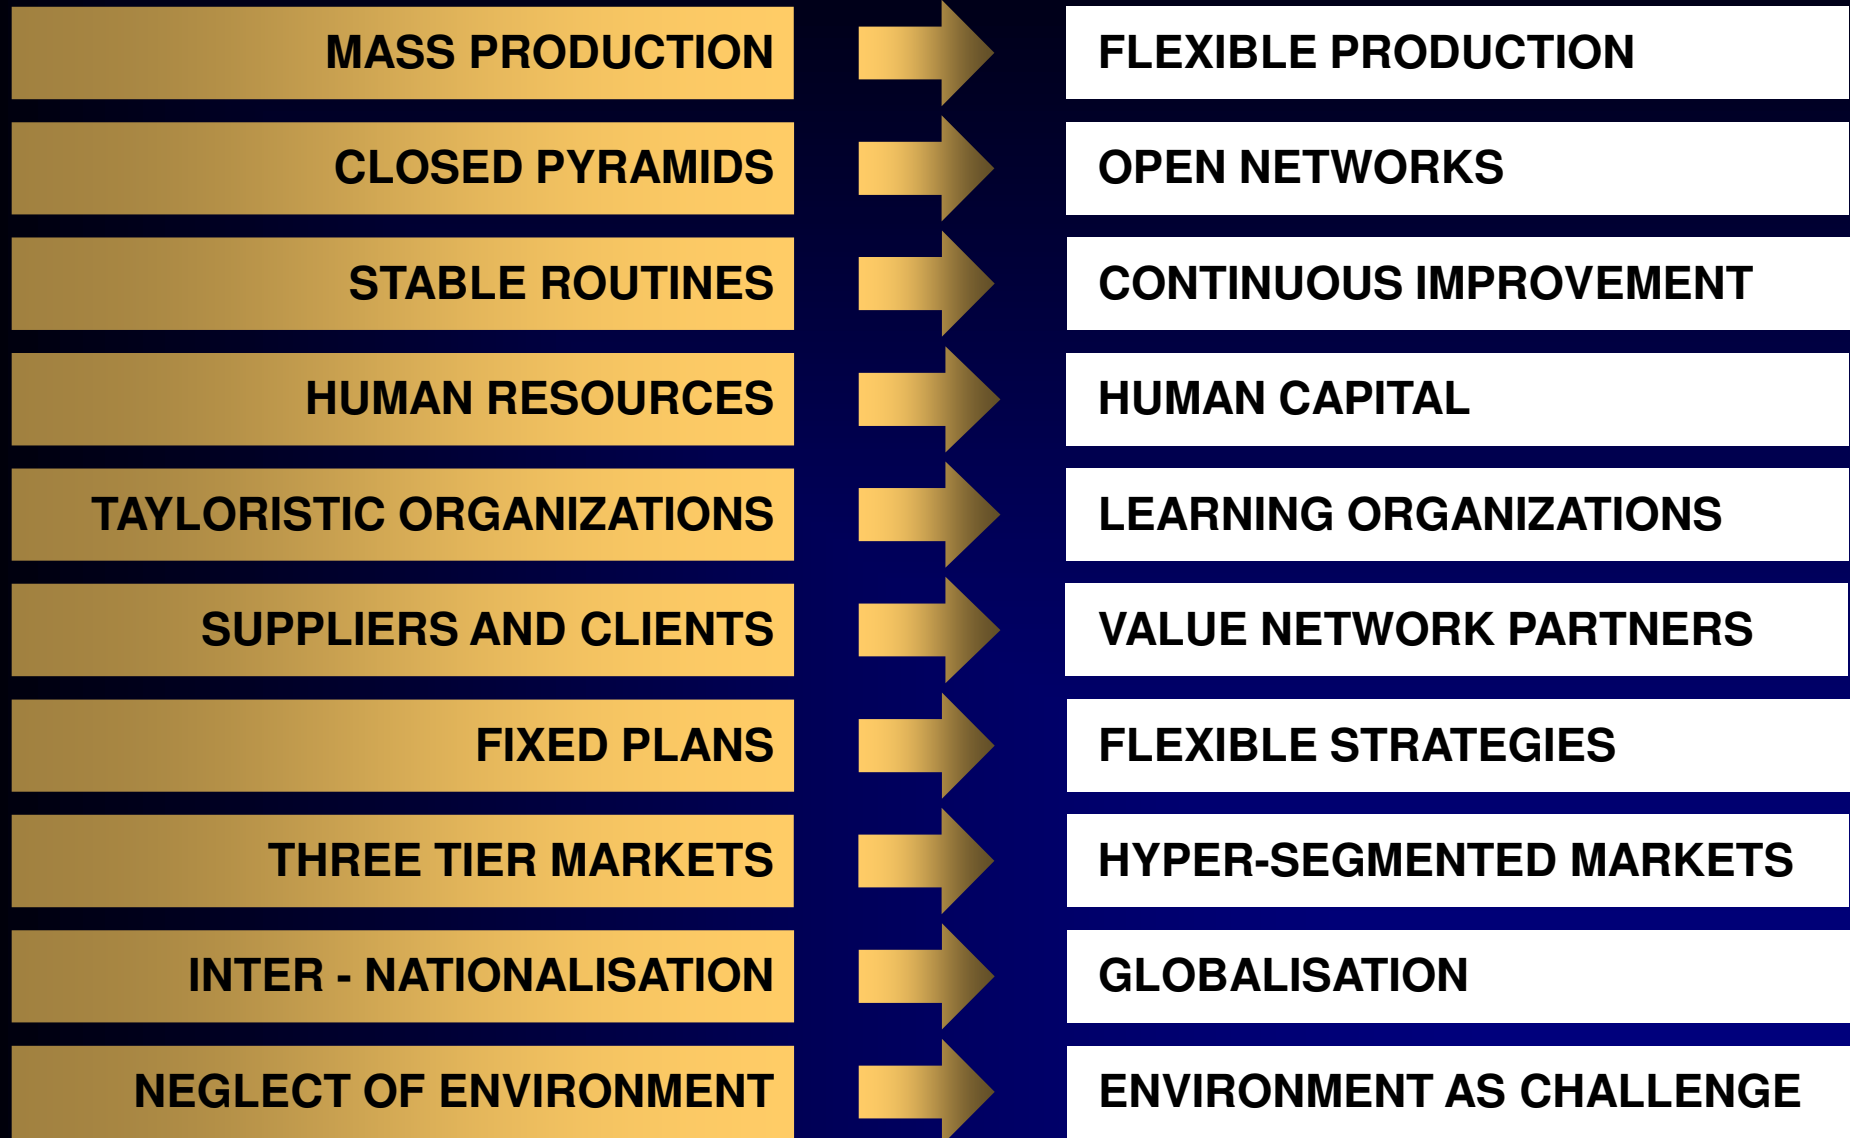 MASS PRODUCTION
FLEXIBLE PRODUCTION
CLOSED PYRAMIDS
OPEN NETWORKS
STABLE ROUTINES
CONTINUOUS IMPROVEMENT
HUMAN RESOURCES
HUMAN CAPITAL
TAYLORISTIC ORGANIZATIONS
LEARNING ORGANIZATIONS
SUPPLIERS AND CLIENTS
VALUE NETWORK PARTNERS
FIXED PLANS
FLEXIBLE STRATEGIES
THREE TIER MARKETS
HYPER-SEGMENTED MARKETS
INTER - NATIONALISATION
GLOBALISATION
NEGLECT OF ENVIRONMENT
ENVIRONMENT AS CHALLENGE